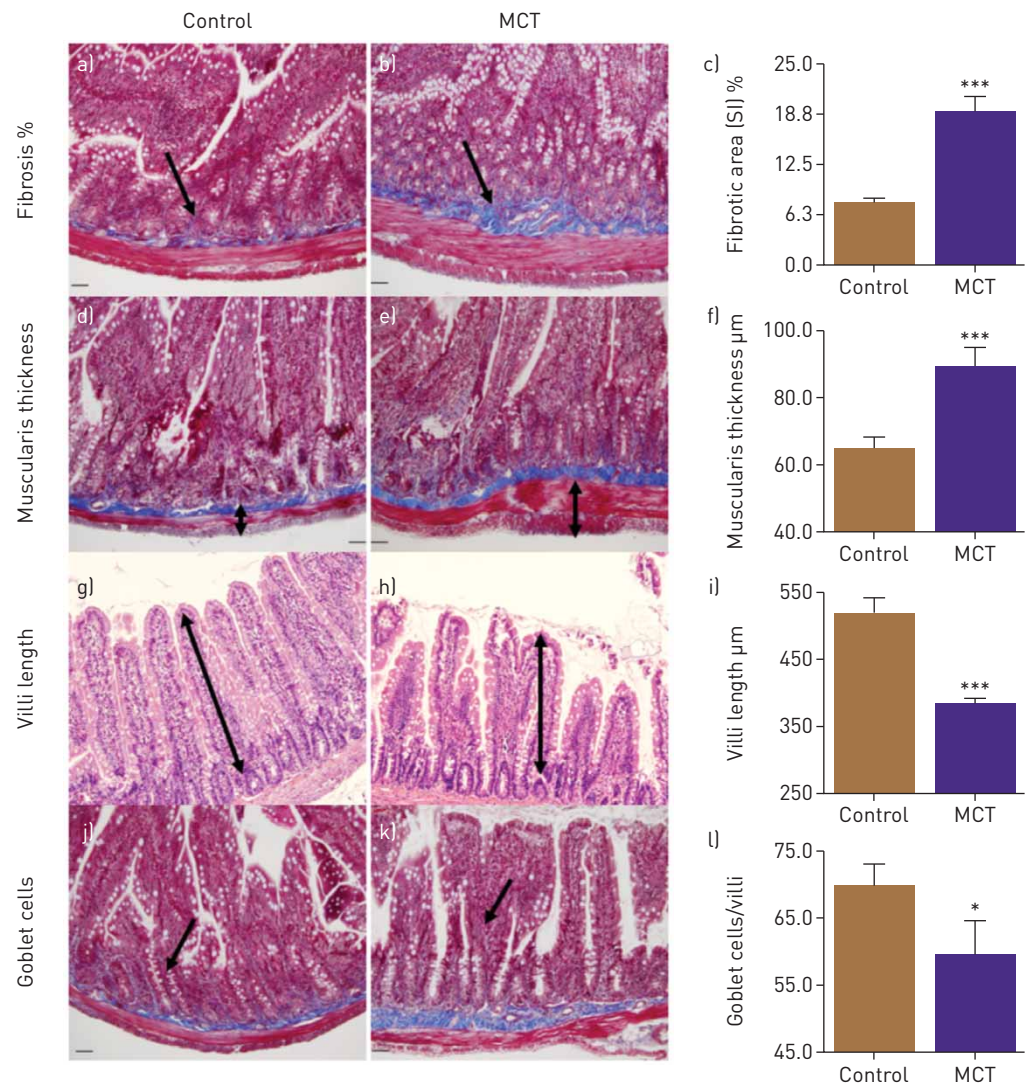 Control
MCT
Fibrosis %
a)
b)
c)
Fibrotic area (SI) %
25.0
18.8
12.5
6.3
0.0
***
Control
MCT
Muscularis thickness
d)
e)
f)
Muscularis thickness µm
100.0
80.0
60.0
40.0
***
Control
MCT
Villi length
g)
h)
i)
Villi length µm
550
450
350
250
***
Control
MCT
Goblet cells
j)
k)
l)
Goblet cells/villi
75.0
65.0
55.0
45.0
*
Control
MCT